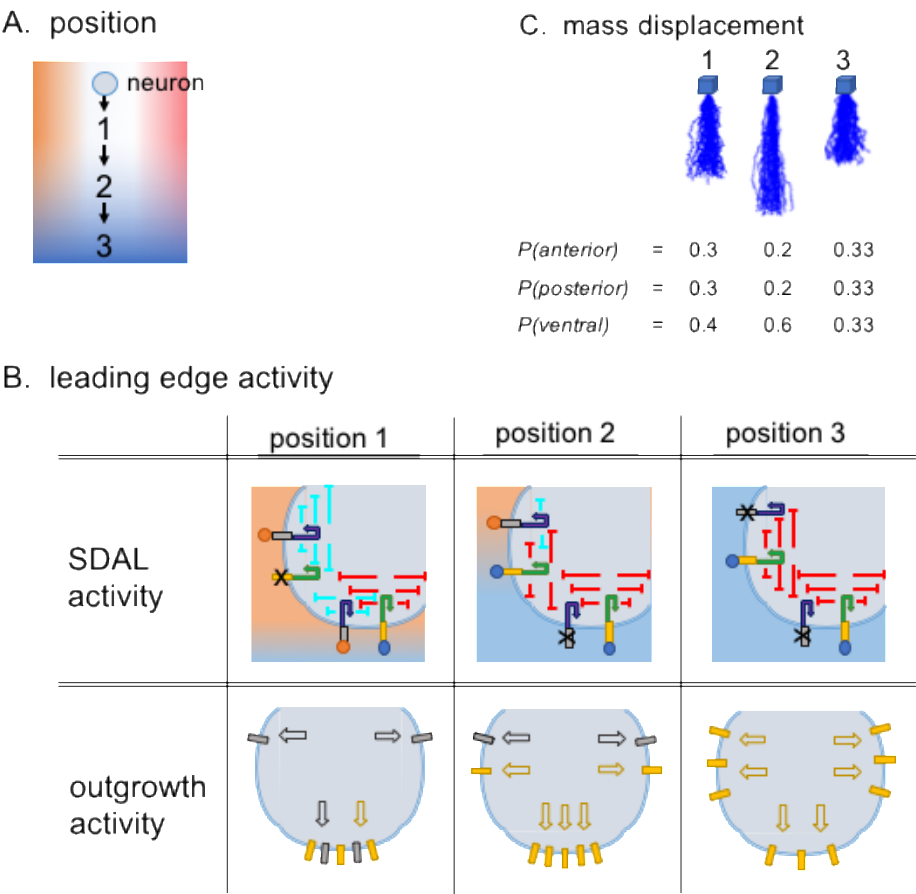 A. position
neuron
1
2
3
C. mass displacement
1 2 3
P(anterior) = 0.3 0.2 0.33
P(posterior) = 0.3 0.2 0.33
P(ventral) = 0.4 0.6 0.33
B. leading edge activity
position 1 position 2 position 3
SDAL
activity
outgrowth
activity